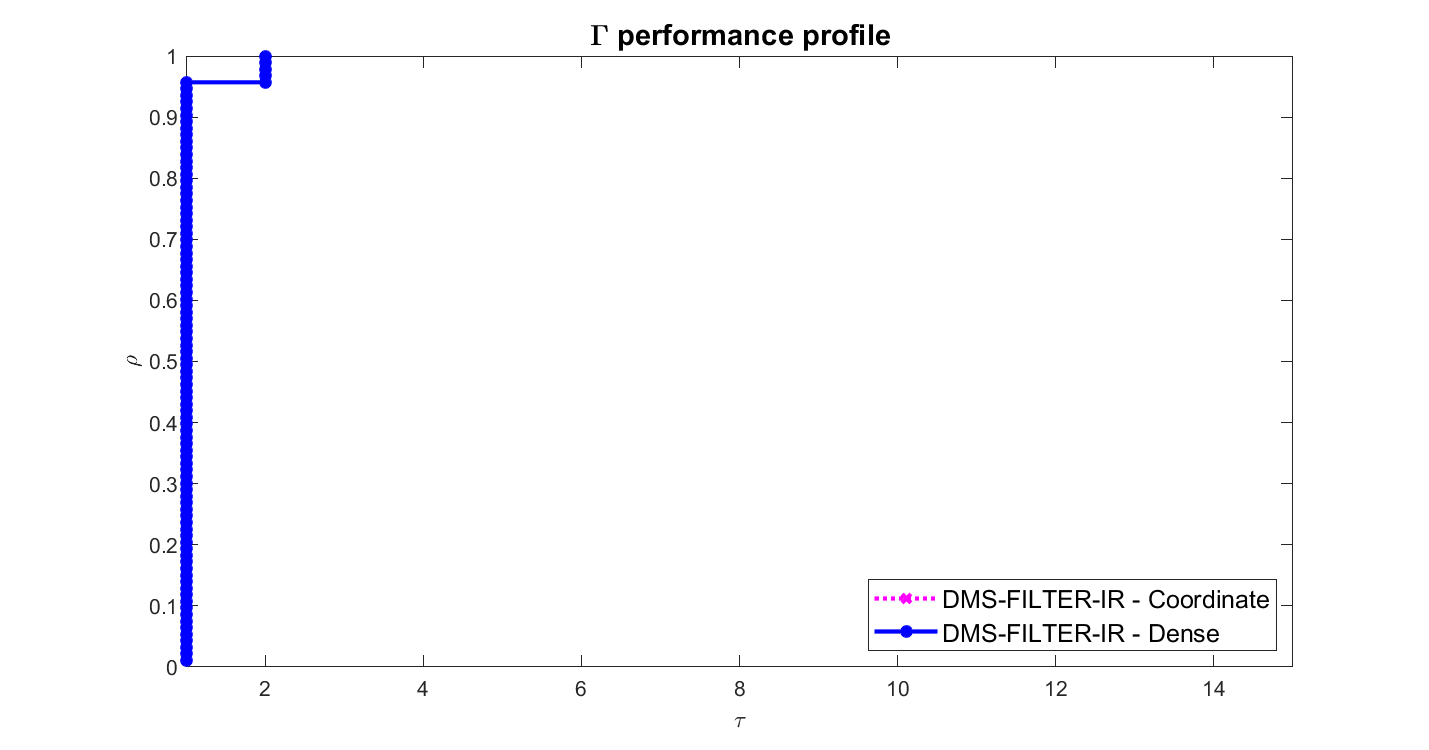 Γ performance profile
1
0.9
0.8
0.7
0.6
0.5
0.4
0.3
0.2
0.1
0
ρ
2 4 6 8 10 12 14
τ
DMS-FILTER-IR - Coordinate
DMS-FILTER-IR - Dense